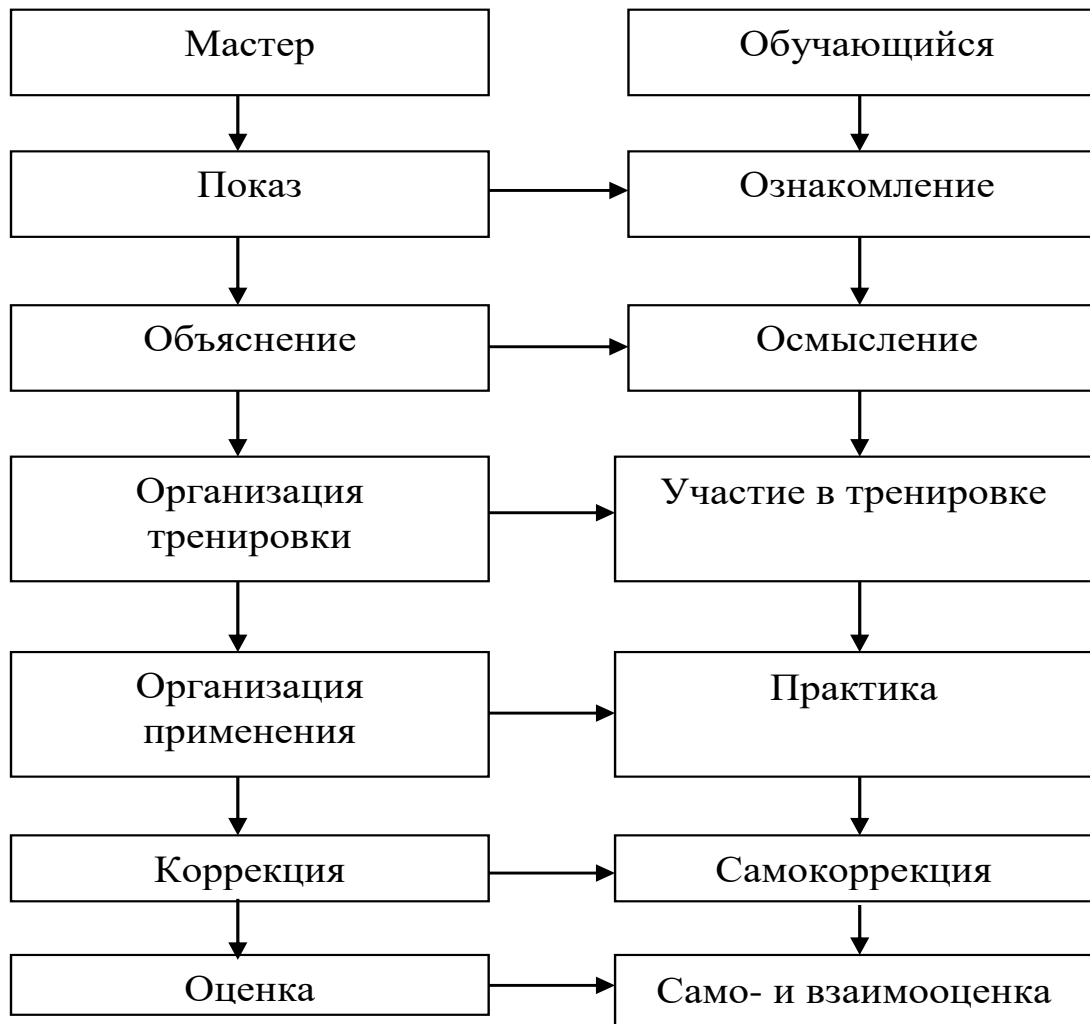 Мастер
Обучающийся
Показ
Ознакомление
Объяснение
Осмысление
Организация
тренировки
Участие в тренировке
Организация
применения
Практика
Коррекция
Самокоррекция
Оценка
Само- и взаимооценка